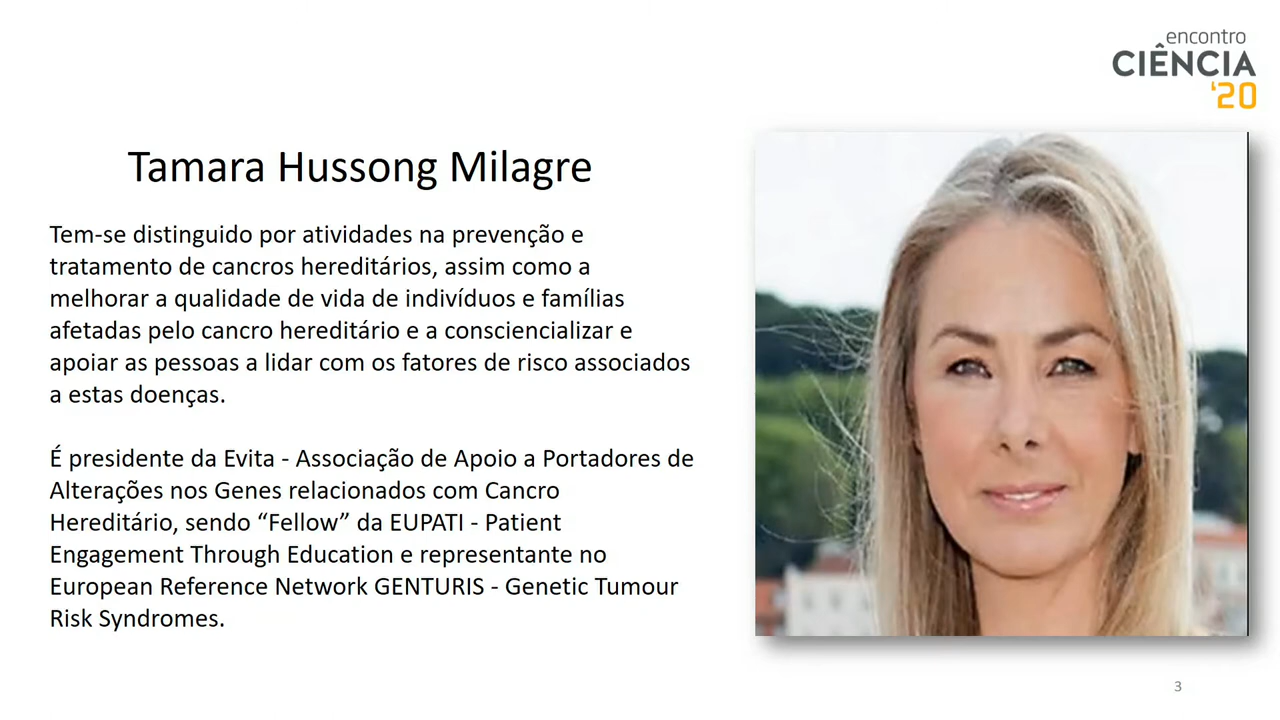 encontro
CIÊNCIA
‘20
Tamara Hussong Milagre
Tem-se distinguido por atividades na prevenção e
tratamento de cancros hereditários, assim como a
melhorar a qualidade de vida de indivíduos e famílias
afetadas pelo cancro hereditário e a consciencializar e
apoiar as pessoas a lidar com os fatores de risco associados
a estas doenças.
É presidente da Evita - Associação de Apoio a Portadores de
Alterações nos Genes relacionados com Cancro
Hereditário, sendo “Fellow” da EUPATI - Patient
Engagement Through Education e representante no
European Reference Network GENTURIS - Genetic Tumour
Risk Syndromes.
3